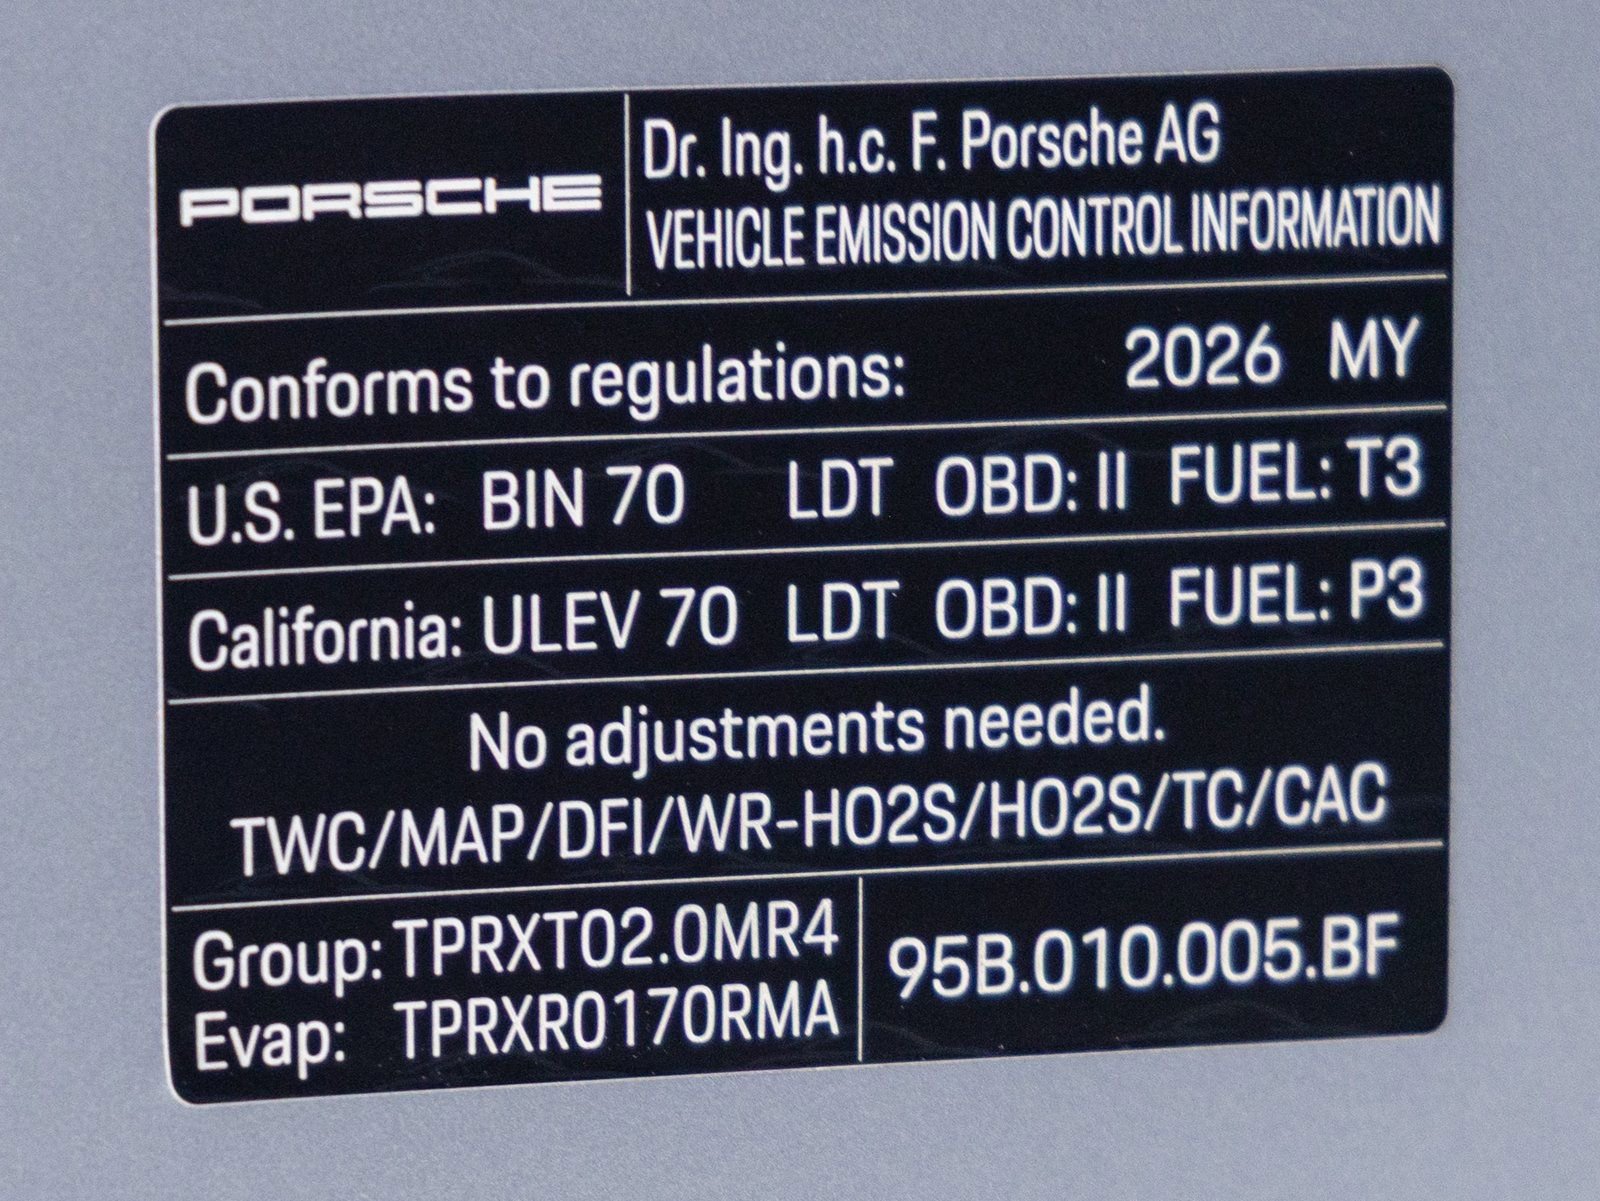 PORSCHE
Dr. Ing. h.c. F. Porsche AG
VEHICLE EMISSION CONTROL INFORMATION
Conforms to regulations: 2026 MY
U.S. EPA: BIN 70 LDT OBD: II FUEL: T3
California: ULEV 70 LDT OBD: II FUEL: P3
No adjustments needed.
TWC/MAP/DFI/WR-HO2S/HO2S/TC/CAC
Group: TPRXT02.0MR4
Evap: TPRXR0170RMA
95B.010.005.BF